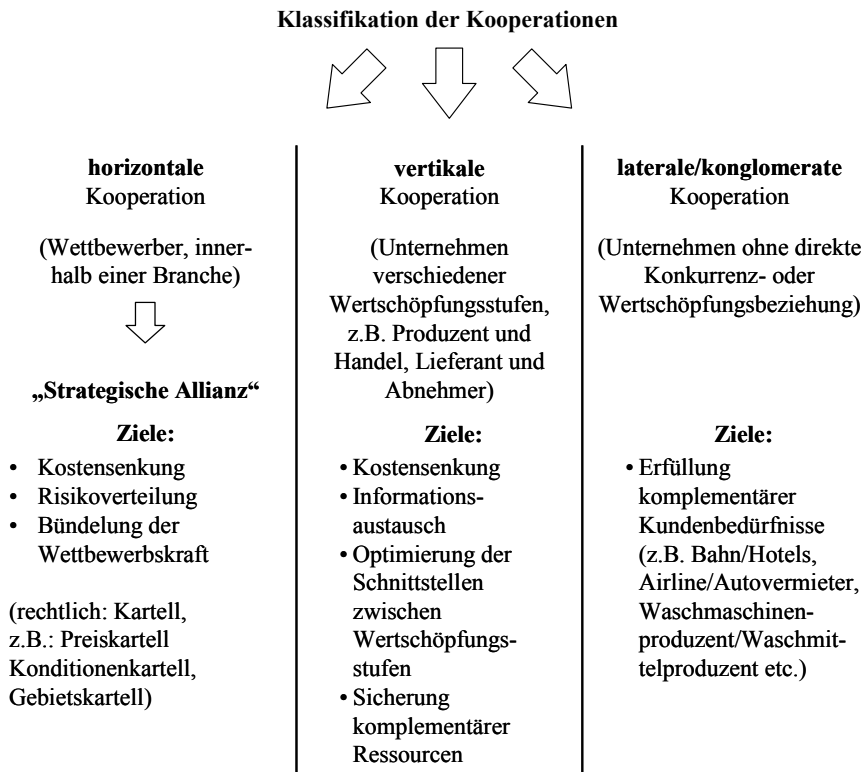 Klassifikation der Kooperationen
horizontale
Kooperation
(Wettbewerber, inner-
halb einer Branche)
„Strategische Allianz“
Ziele:
• Kostensenkung
• Risikoverteilung
• Bündelung der
Wettbewerbskraft
(rechtlich: Kartell,
z.B.: Preiskartell
Konditionenkartell,
Gebietskartell)
vertikale
Kooperation
(Unternehmen
verschiedener
Wertschöpfungsstufen,
z.B. Produzent und
Handel, Lieferant und
Abnehmer)
Ziele:
• Kostensenkung
• Informations-
austausch
• Optimierung der
Schnittstellen
zwischen
Wertschöpfungs-
stufen
• Sicherung
komplementärer
Ressourcen
laterale/konglomerate
Kooperation
(Unternehmen ohne direkte
Konkurrenz- oder
Wertschöpfungsbeziehung)
Ziele:
• Erfüllung
komplementärer
Kundenbedürfnisse
(z.B. Bahn/Hotels,
Airline/Autovermieter,
Waschmaschinen-
produzent/Waschmit-
telproduzent etc.)